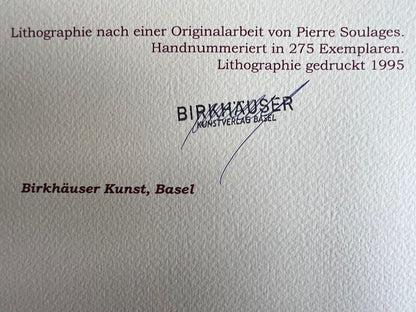 Lithographie nach einer Originalarbeit von Pierre Soulages.
Handnummeriert in 275 Exemplaren.
Lithographie gedruckt 1995
BIRKHÄUSER
KUNSTVERLAG BASEL
Birkhäuser Kunst, Basel